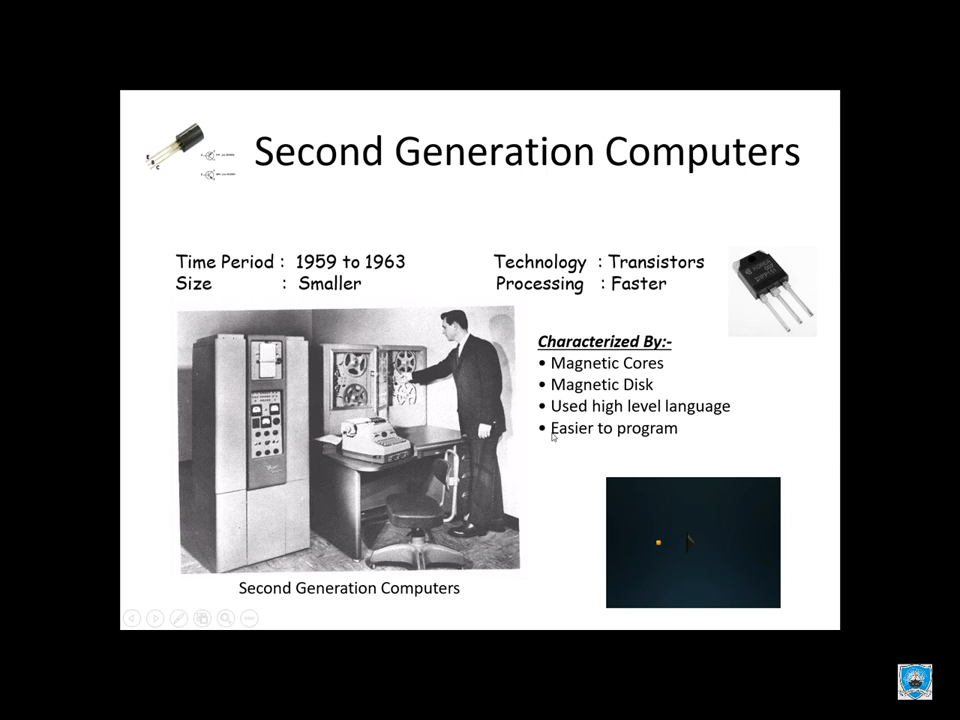 Second Generation Computers
E
B
C
Time Period : 1959 to 1963
Technology : Transistors
Size : Smaller
Processing : Faster
Characterized By:-
• Magnetic Cores
• Magnetic Disk
• Used high level language
• Easier to program
Second Generation Computers